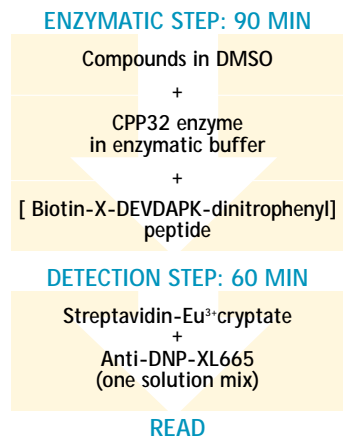 ENZYMATIC STEP: 90 MIN
Compounds in DMSO
+
CPP32 enzyme
in enzymatic buffer
+
[ Biotin-X-DEVDAPK-dinitrophenyl]
peptide
DETECTION STEP: 60 MIN
Streptavidin-Eu³⁺cryptate
+
Anti-DNP-XL665
(one solution mix)
READ